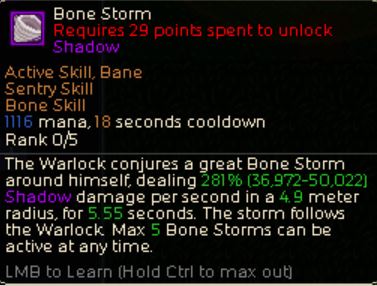 Bone Storm
Requires 29 points spent to unlock
Shadow
Active Skill, Bane
Sentry Skill
Bone Skill
1116 mana, 18 seconds cooldown
Rank 0/5
The Warlock conjures a great Bone Storm
around himself, dealing 281% (36,972-50,022)
Shadow damage per second in a 4.9 meter
radius, for 5.55 seconds. The storm follows
the Warlock. Max 5 Bone Storms can be
active at any time.
LMB to Learn (Hold Ctrl to max out)